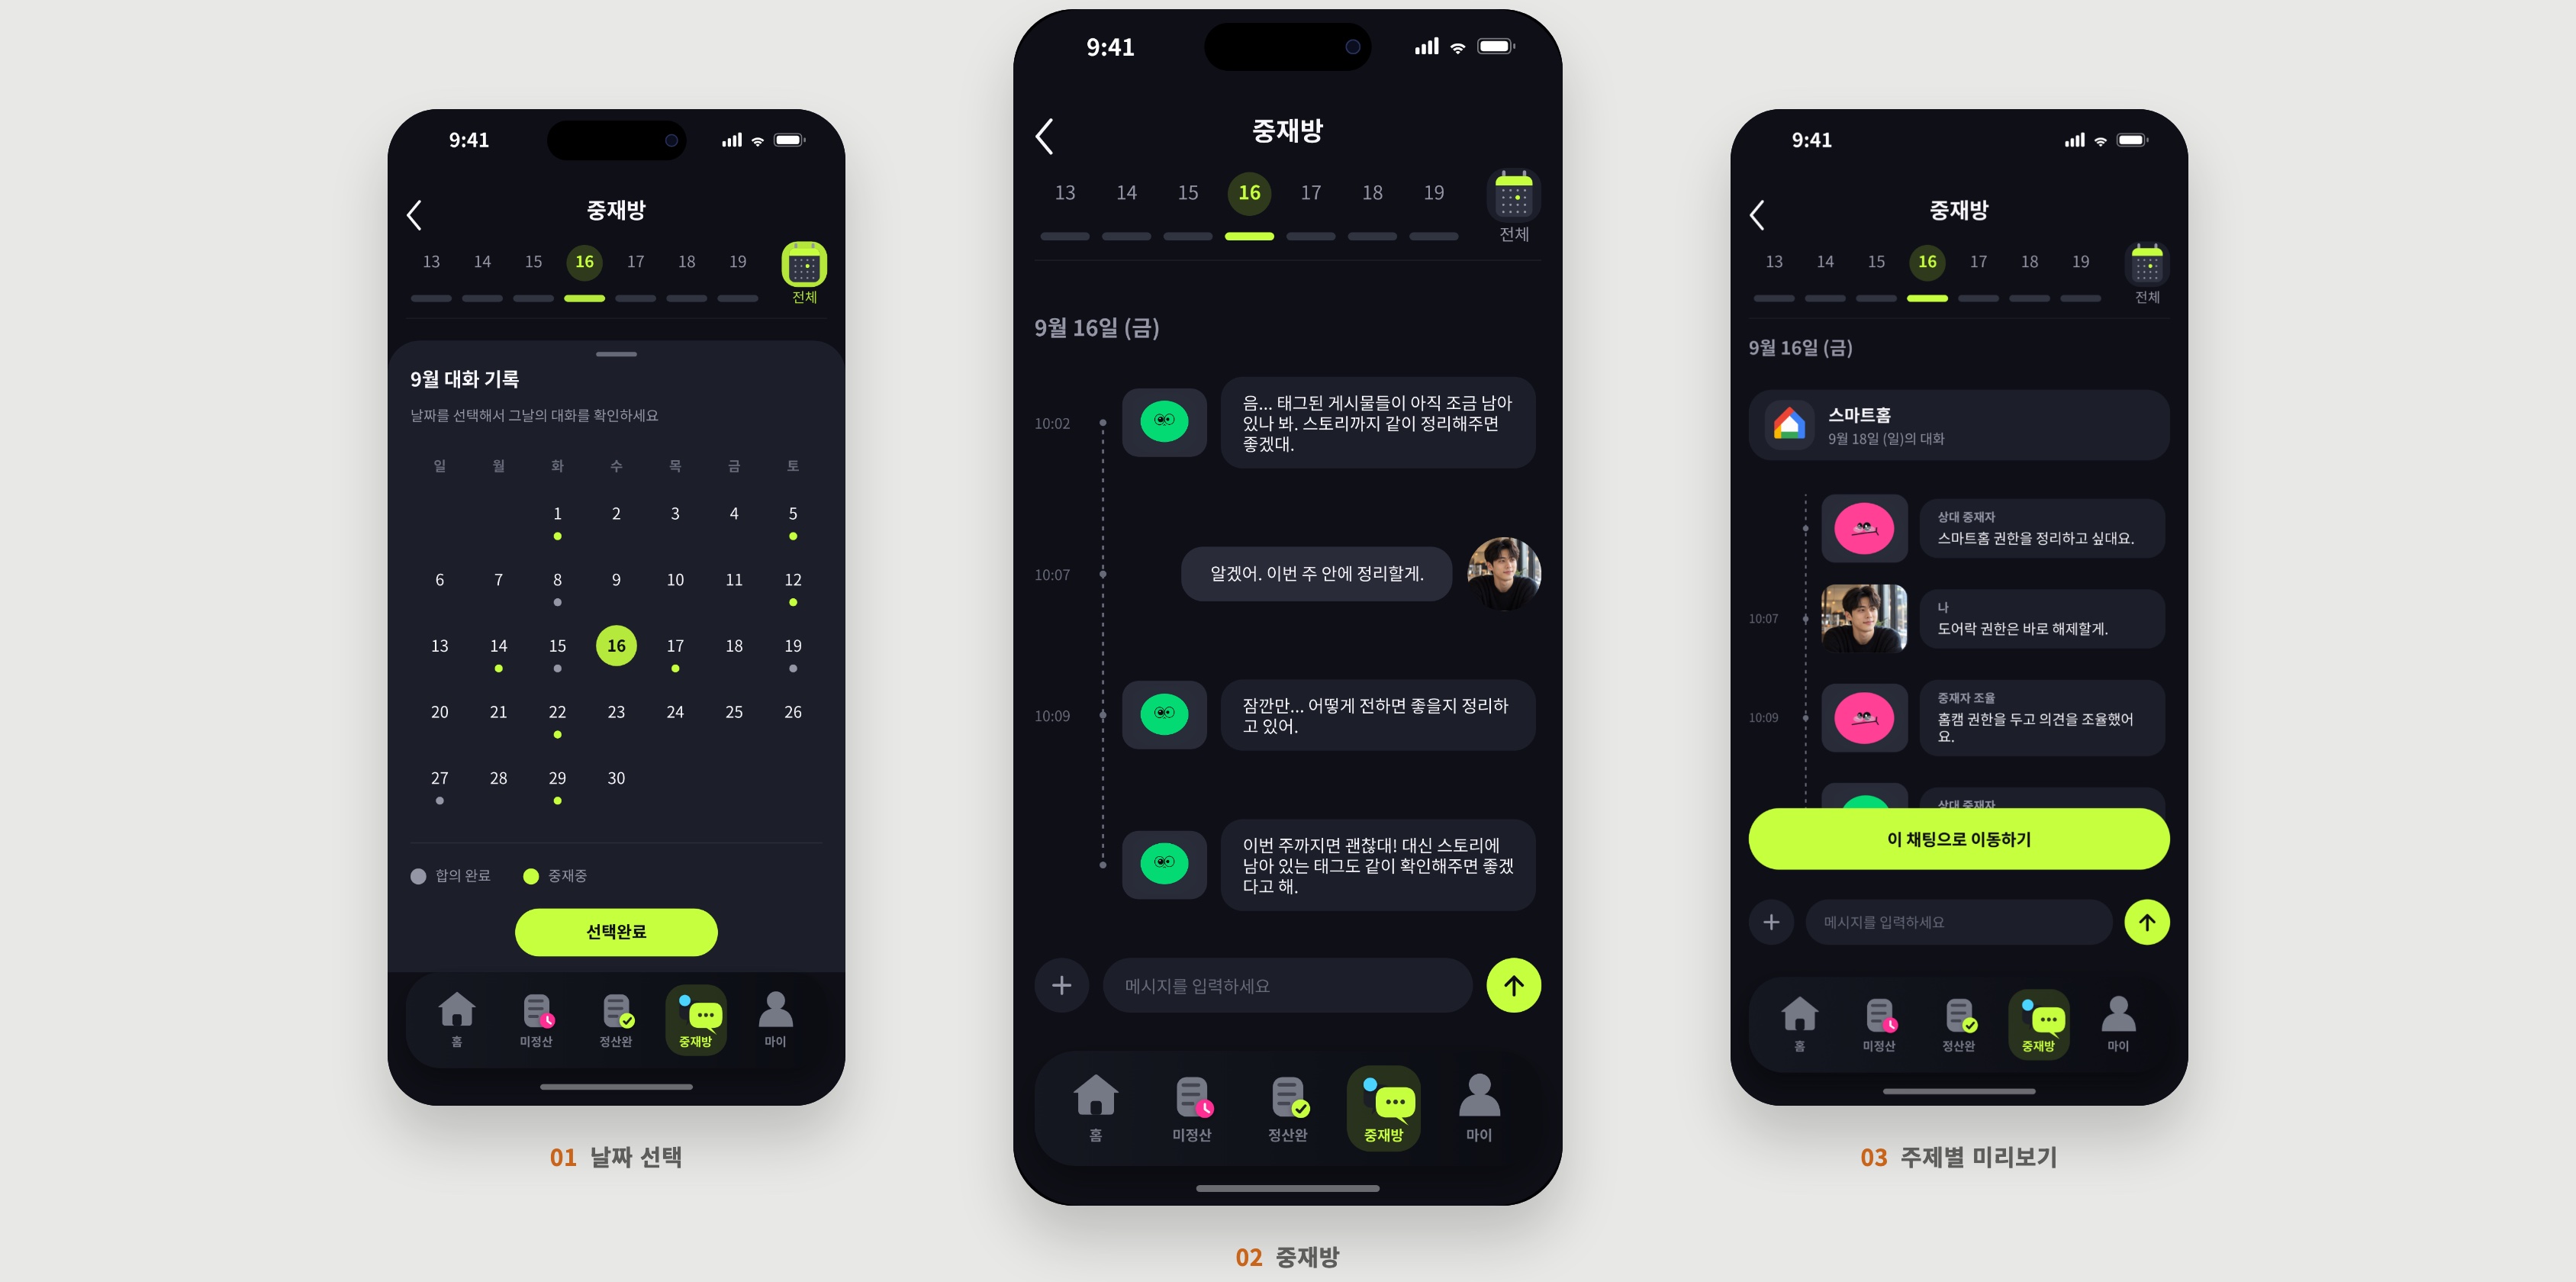 9:41
중재방
13 14 15 16 17 18 19
전체
9월 대화 기록
날짜를 선택해서 그날의 대화를 확인하세요
일 월 화 수 목 금 토
1 2 3 4 5
6 7 8 9 10 11 12
13 14 15 16 17 18 19
20 21 22 23 24 25 26
27 28 29 30
합의 완료 중재중
선택완료
홈 미정산 정산완 중재방 마이
01 날짜 선택
9:41
중재방
13 14 15 16 17 18 19
전체
9월 16일 (금)
10:02
음... 태그된 게시물들이 아직 조금 남아
있나 봐. 스토리까지 같이 정리해주면
좋겠대.
10:07
알겠어. 이번 주 안에 정리할게.
10:09
잠깐만... 어떻게 전하면 좋을지 정리하
고 있어.
이번 주까지면 괜찮대! 대신 스토리에
남아 있는 태그도 같이 확인해주면 좋겠
다고 해.
메시지를 입력하세요
홈 미정산 정산완 중재방 마이
02 중재방
9:41
중재방
13 14 15 16 17 18 19
전체
9월 16일 (금)
스마트홈
9월 18일 (일)의 대화
상대 중재자
스마트홈 권한을 정리하고 싶대요.
10:07
나
도어락 권한은 바로 해제할게.
10:09
중재자 조율
홈캠 권한을 두고 의견을 조율했어
요.
상대 중재자
이 채팅으로 이동하기
메시지를 입력하세요
홈 미정산 정산완 중재방 마이
03 주제별 미리보기